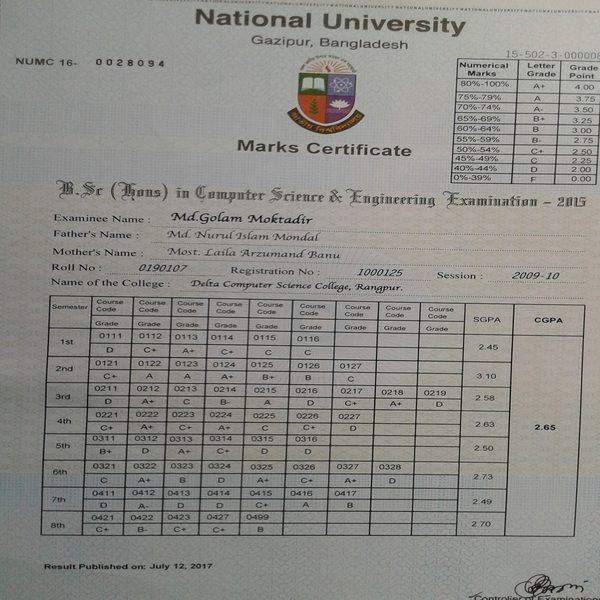 National University
Gazipur, Bangladesh
NUMC 16- 0028094
15-502-3-000008
Numerical Marks Letter Grade Grade Point
80%-100% A+ 4.00
75%-79% A 3.75
70%-74% A- 3.50
65%-69% B+ 3.25
60%-64% B 3.00
55%-59% B- 2.75
50%-54% C+ 2.50
45%-49% C 2.25
40%-44% D 2.00
0%-39% F 0.00
Marks Certificate
B.Sc (Hons) in Computer Science & Engineering Examination - 2015
Examinee Name : Md.Golam Moktadir
Father's Name : Md. Nurul Islam Mondal
Mother's Name : Most. Laila Arzumand Banu
Roll No : 0190107 Registration No : 1000125 Session : 2009-10
Name of the College : Delta Computer Science College, Rangpur.
Semester Course Code Course Code Course Code Course Code Course Code Course Code Course Code Course Code Course Code SGPA CGPA
Grade Grade Grade Grade Grade Grade Grade Grade Grade
1st 0111 0112 0113 0114 0115 0116 2.45 2.65
D C+ A+ C+ C C
2nd 0121 0122 0123 0124 0125 0126 0127 3.10
C+ A A A+ B+ B C
3rd 0211 0212 0213 0214 0215 0216 0217 0218 0219 2.58
D A+ C B- A D C+ A+ D
4th 0221 0222 0223 0224 0225 0226 0227 2.63
C+ A+ C+ A+ C C+ D
5th 0311 0312 0313 0314 0315 0316 2.50
B+ D A+ C+ D D
6th 0321 0322 0323 0324 0325 0326 0327 0328 2.73
C A+ B D A+ C+ A+ D
7th 0411 0412 0413 0414 0415 0416 0417 2.49
D A- D D C+ A B
8th 0421 0422 0423 0427 0499 2.70
C+ B- C+ C+ B
Result Published on: July 12, 2017
Controller of Examinations